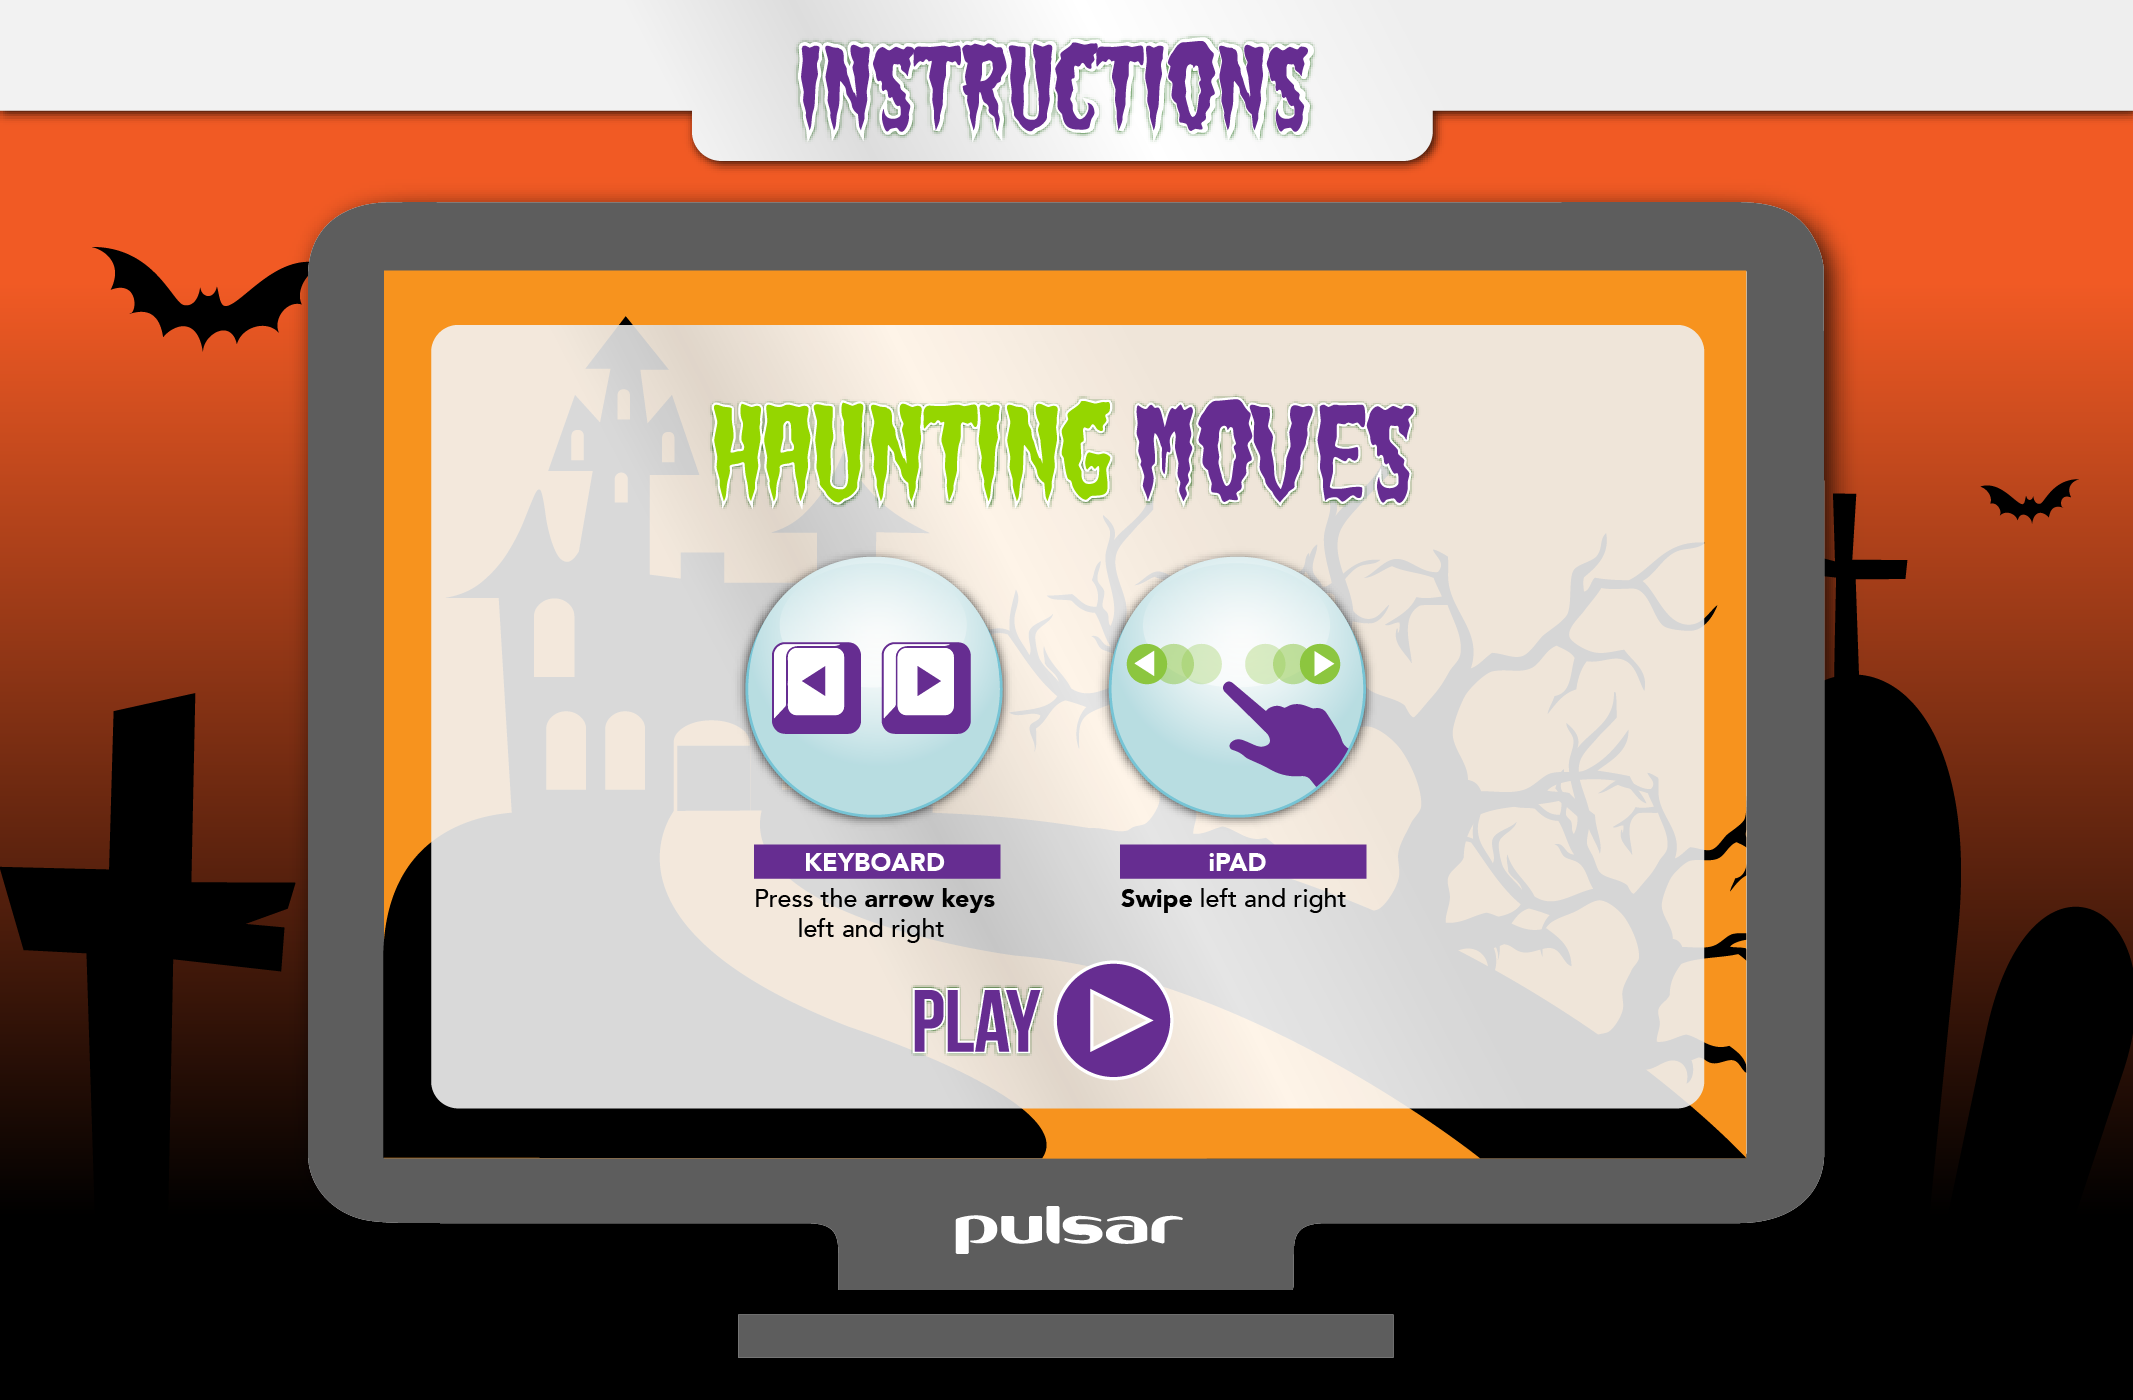 INSTRUCTIONS
HAUNTING MOVES
KEYBOARD
Press the arrow keys
left and right
iPAD
Swipe left and right
PLAY
pulsar